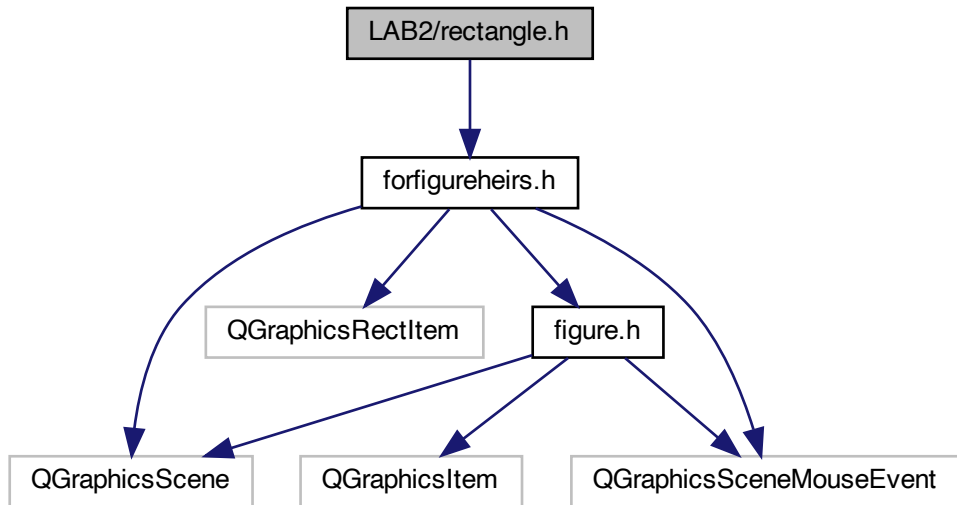 LAB2/rectangle.h
forfigureheirs.h
QGraphicsRectItem
figure.h
QGraphicsScene
QGraphicsItem
QGraphicsSceneMouseEvent